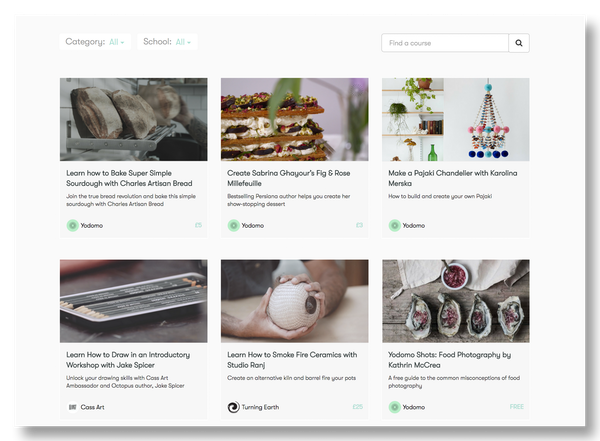 Category: All
School: All
Find a course
Learn how to Bake Super Simple
Sourdough with Charles Artisan Bread
Join the true bread revolution and bake this simple
sourdough with Charles Artisan Bread
Yodomo
£5
Create Sabrina Ghayour's Fig & Rose
Millefeuille
Bestselling Persiana author helps you create her
show-stopping dessert
Yodomo
Make a Pajaki Chandelier with Karolina
Merska
How to build and create your own Pajaki
Yodomo
Learn How to Draw in an Introductory
Workshop with Jake Spicer
Unlock your drawing skills with Cass Art
Ambassador and Octopus author, Jake Spicer
Cass Art
Learn How to Smoke Fire Ceramics with
Studio Ranj
Create an alternative kiln and barrel fire your pots
Turning Earth
£25
Yodomo Shots: Food Photography by
Kathrin McCrea
A free guide to the common misconceptions of food
photography
Yodomo
FREE